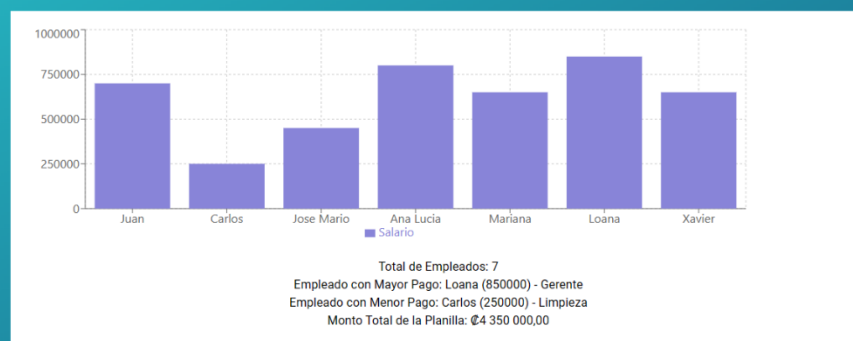 1000000
750000
500000
250000
0
Juan Carlos Jose Mario Ana Lucia Mariana Loana Xavier
Salario
Total de Empleados: 7
Empleado con Mayor Pago: Loana (850000) - Gerente
Empleado con Menor Pago: Carlos (250000) - Limpieza
Monto Total de la Planilla: ₡4 350 000,00